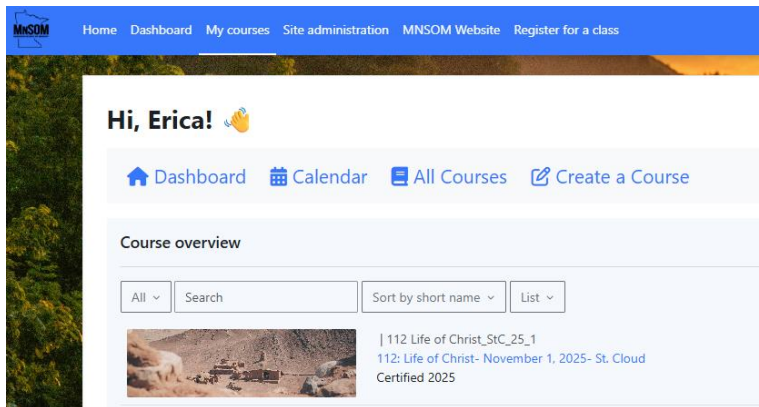 MNSOM
Home Dashboard My courses Site administration MNSOM Website Register for a class
Hi, Erica! 👋
Dashboard Calendar All Courses Create a Course
Course overview
All Search Sort by short name List
| 112 Life of Christ_StC_25_1
112: Life of Christ- November 1, 2025- St. Cloud
Certified 2025